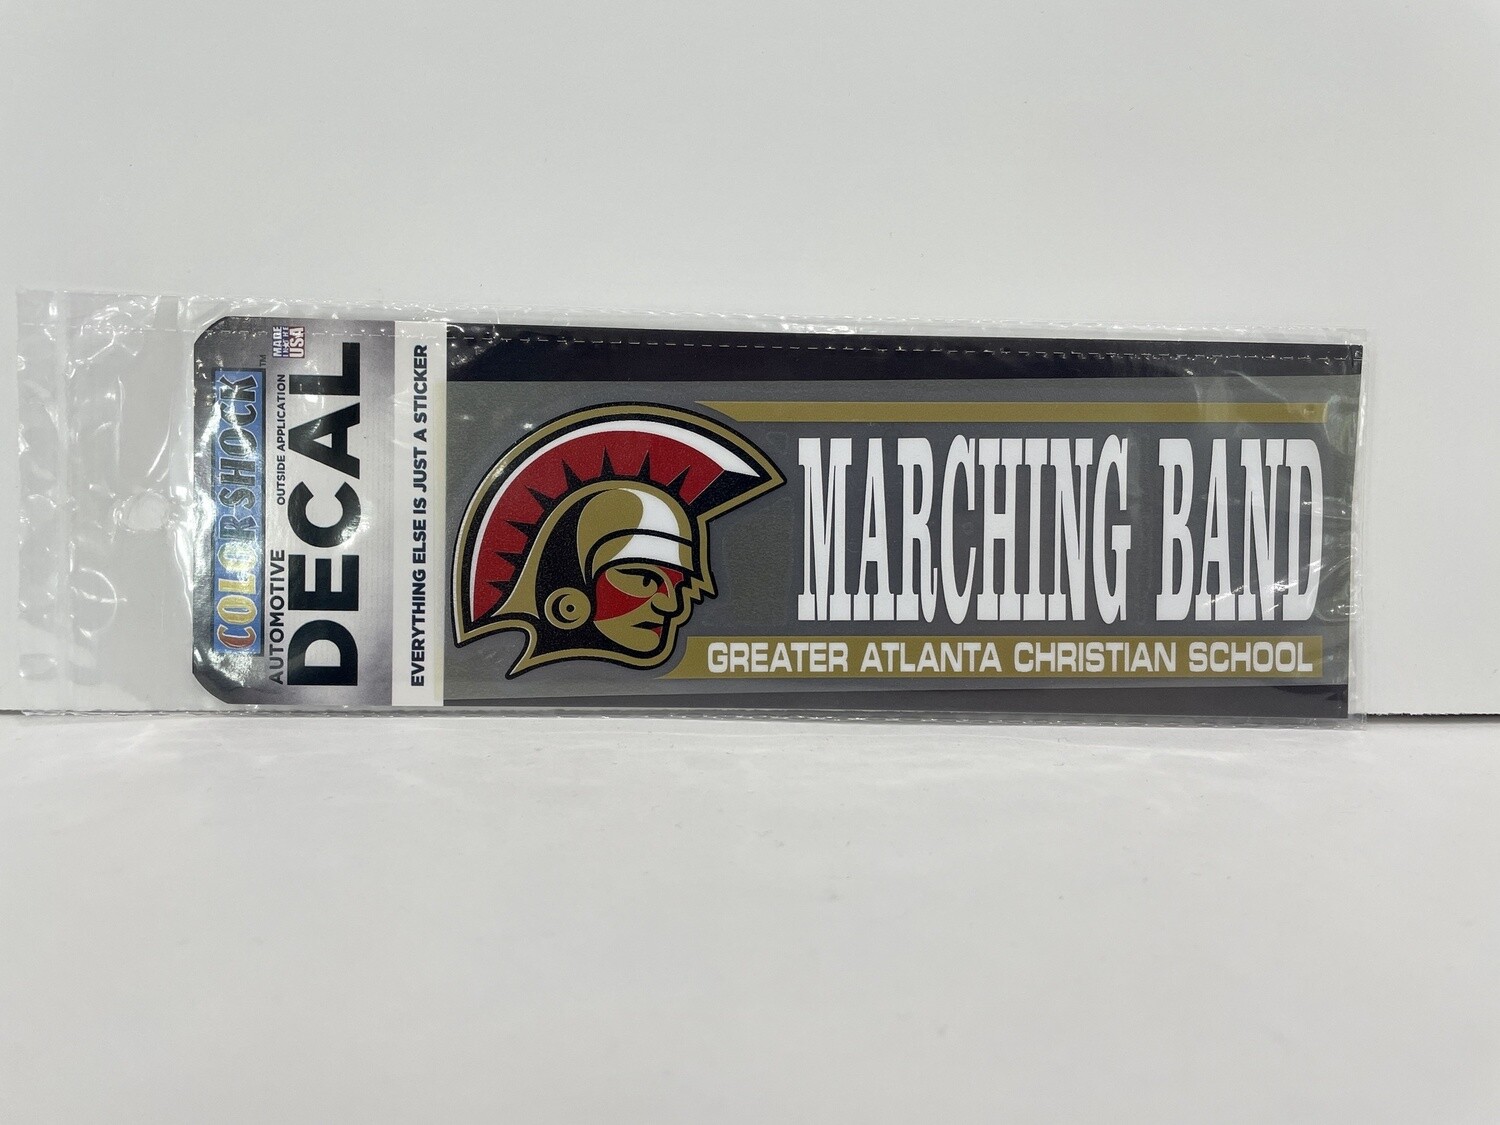 COLORSHOCK™
AUTOMOTIVE OUTSIDE APPLICATION
MADE
IN THE
USA
DECAL
EVERYTHING ELSE IS JUST A STICKER
MARCHING BAND
GREATER ATLANTA CHRISTIAN SCHOOL